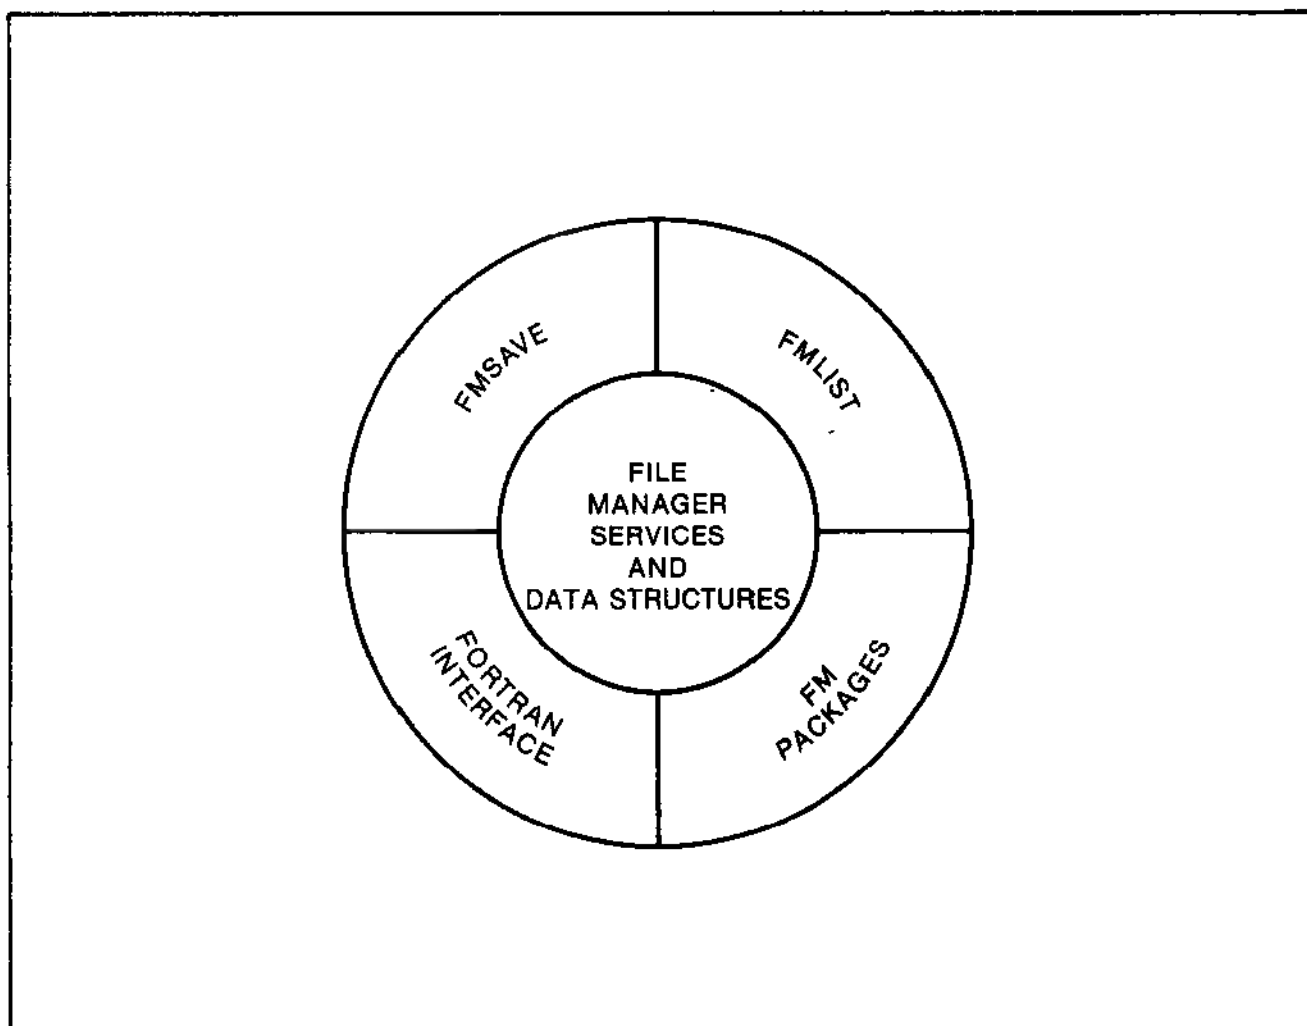 FMSAVE
FMLIST
FILE
MANAGER
SERVICES
AND
DATA STRUCTURES
FORTRAN
INTERFACE
FM
PACKAGES